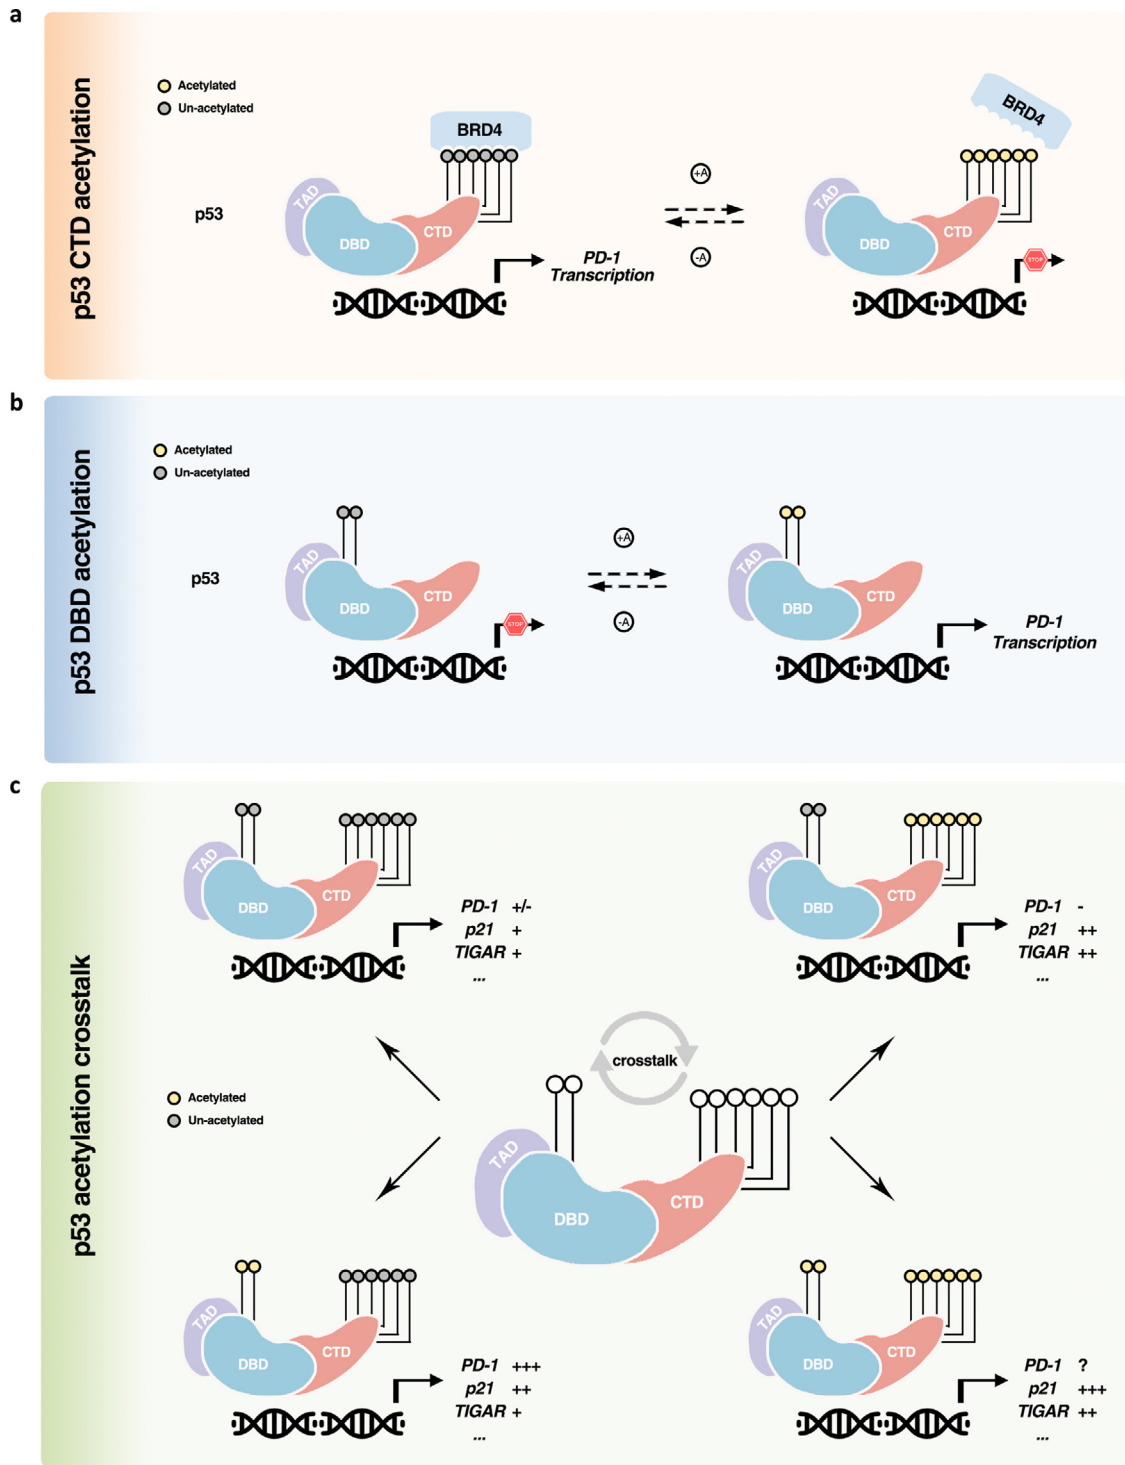 a
p53 CTD acetylation
Acetylated
Un-acetylated
p53
BRD4
TAD
DBD
CTD
PD-1
Transcription
+A
-A
BRD4
TAD
DBD
CTD
STOP
b
p53 DBD acetylation
Acetylated
Un-acetylated
p53
TAD
DBD
CTD
STOP
+A
-A
TAD
DBD
CTD
PD-1
Transcription
c
p53 acetylation crosstalk
TAD
DBD
CTD
PD-1 +/-
p21 +
TIGAR +
...
TAD
DBD
CTD
PD-1 -
p21 ++
TIGAR ++
...
Acetylated
Un-acetylated
crosstalk
TAD
DBD
CTD
TAD
DBD
CTD
PD-1 +++
p21 ++
TIGAR +
...
TAD
DBD
CTD
PD-1 ?
p21 +++
TIGAR ++
...